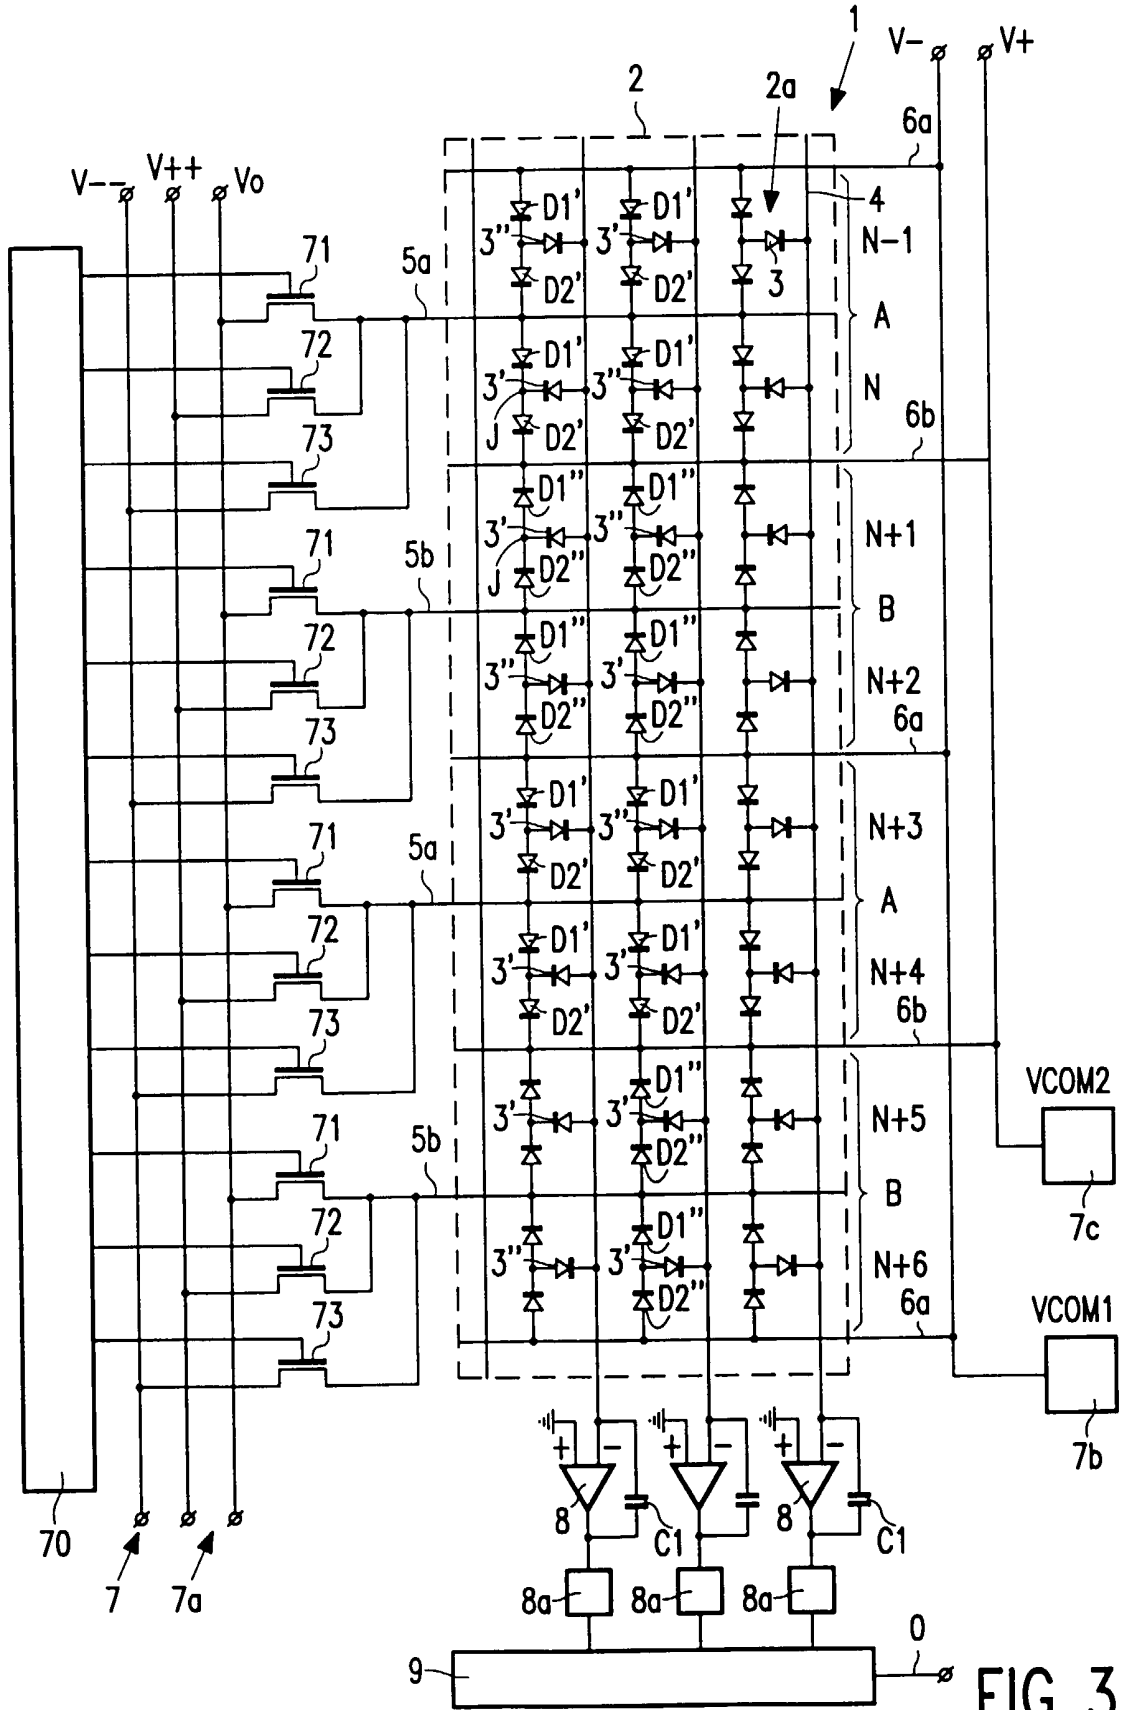 1
V- V+
2
2a
6a
V-- V++ Vo
D1' D1' 4
3'' 3' 3 N-1
71 5a D2' D2'
A
72 D1' D1'
3' 3'' N
J D2' D2' 6b
73
D1'' D1''
3' 3'' N+1
71 5b J D2'' D2''
B
72 D1'' D1''
3'' 3' N+2
D2'' D2'' 6a
73
D1' D1'
3' 3'' N+3
71 5a D2' D2'
A
72 D1' D1'
3' 3' N+4
D2' D2' 6b
73
D1'' VCOM2
3' 3' N+5
71 5b D2''
B 7c
72 D1''
3'' 3' N+6
D2'' 6a VCOM1
73
7b
+ - + - + -
8 C1 8 C1
70
7 7a
8a 8a 8a
9 O
FIG. 3